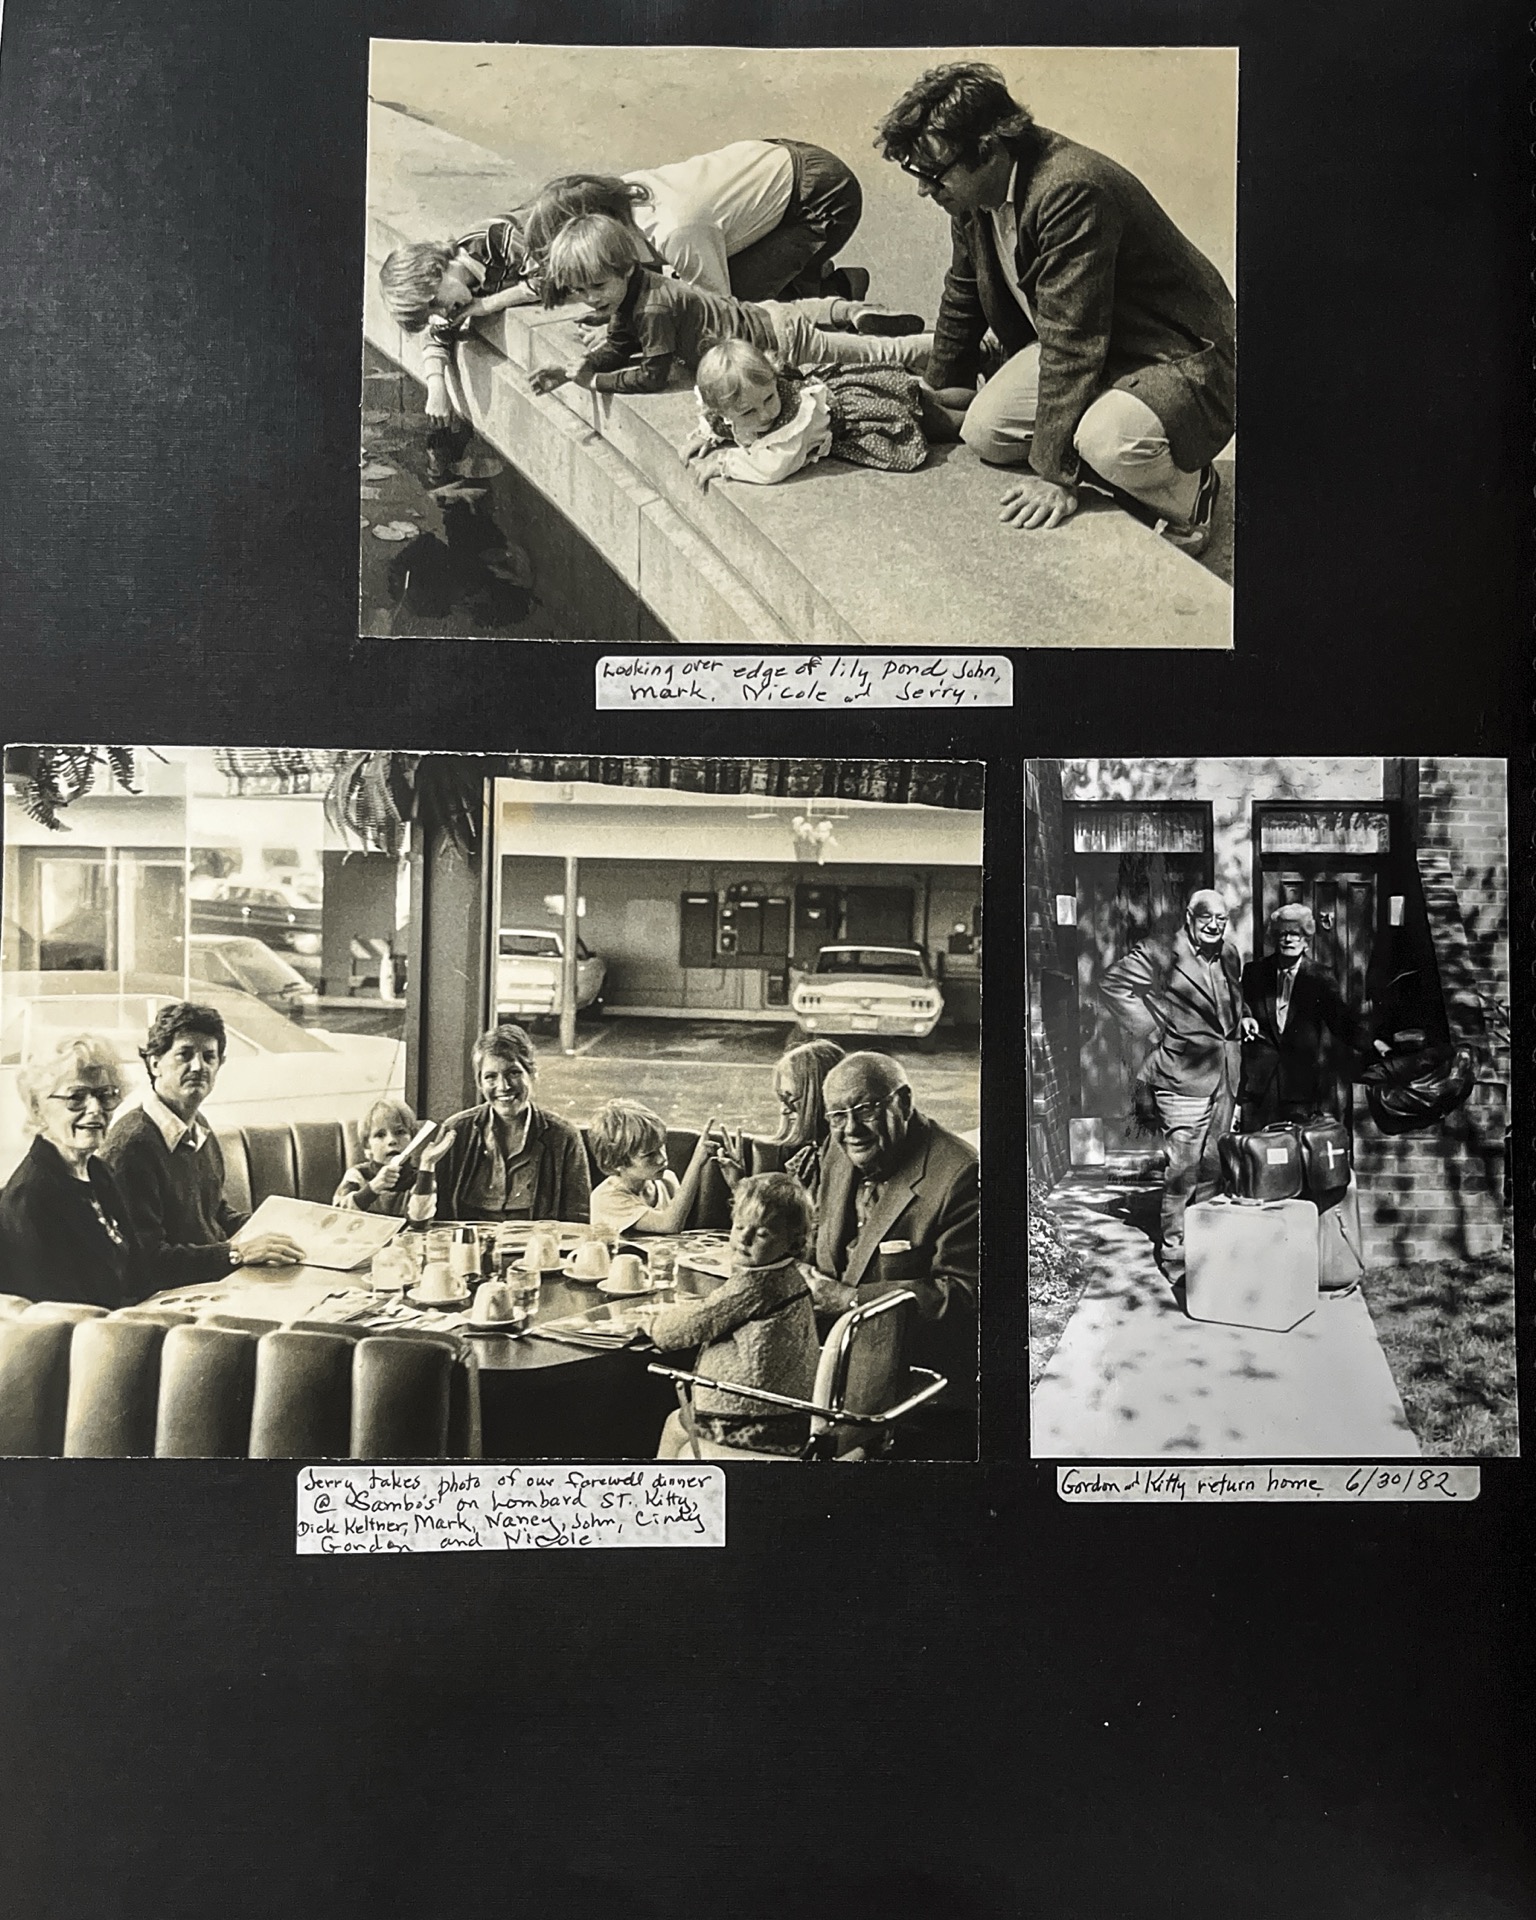 Looking over edge of lily pond, John,
Mark. Nicole and Jerry.
Jerry takes photo of our farewell dinner
@ Sambo's on Lombard ST. Kitty,
Dick Keltner, Mark, Nancy, John, Cindy
Gordon and Nicole.
Gordon and Kitty return home 6/30/82